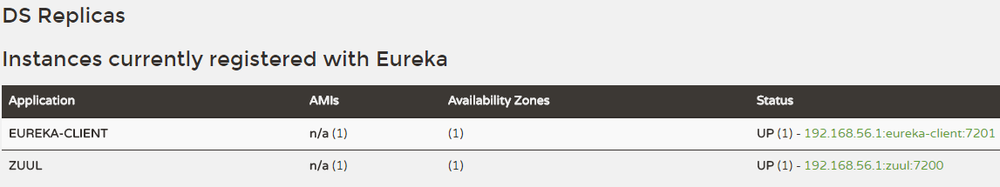 DS Replicas
Instances currently registered with Eureka
Application AMIs Availability Zones Status
EUREKA-CLIENT n/a (1) (1) UP (1) - 192.168.56.1:eureka-client:7201
ZUUL n/a (1) (1) UP (1) - 192.168.56.1:zuul:7200